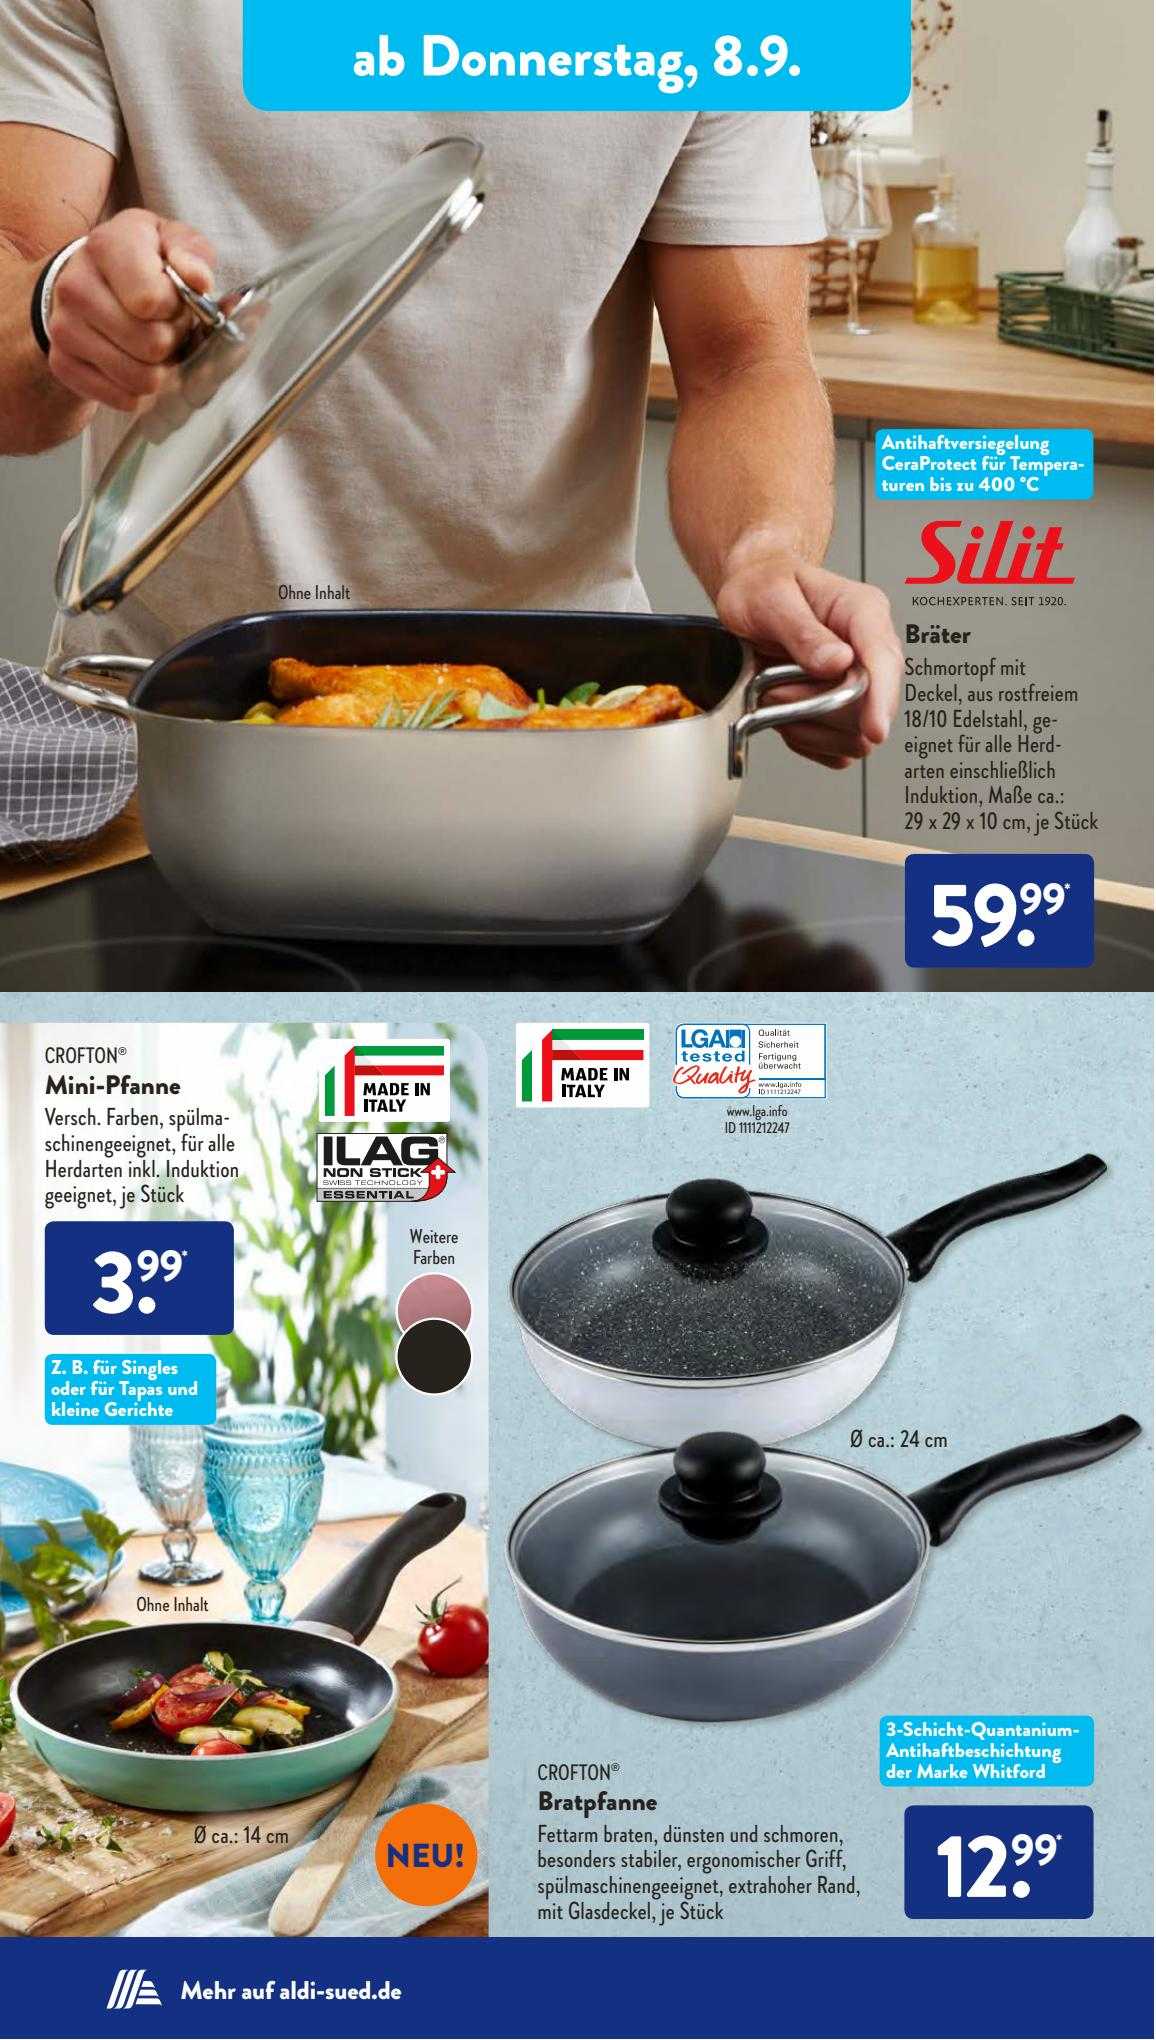 ab Donnerstag, 8.9.
Antihaftversiegelung
CeraProtect für Tempera-
turen bis zu 400 °C
Silit
KOCHEXPERTEN. SEIT 1920.
Ohne Inhalt
Bräter
Schmortopf mit
Deckel, aus rostfreiem
18/10 Edelstahl, ge-
eignet für alle Herd-
arten einschließlich
Induktion, Maße ca.:
29 x 29 x 10 cm, je Stück
59.99*
CROFTON®
Mini-Pfanne
Versch. Farben, spülma-
schinengeeignet, für alle
Herdarten inkl. Induktion
geeignet, je Stück
3.99*
Z. B. für Singles
oder für Tapas und
kleine Gerichte
MADE IN
ITALY
ILAG®
NON STICK
SWISS TECHNOLOGY
ESSENTIAL
Weitere
Farben
Ohne Inhalt
Ø ca.: 14 cm
NEU!
MADE IN
ITALY
LGA
tested
Quality
Qualität
Sicherheit
Fertigung
überwacht
www.lga.info
ID 1111212247
www.lga.info
ID 1111212247
Ø ca.: 24 cm
3-Schicht-Quantanium-
Antihaftbeschichtung
der Marke Whitford
CROFTON®
Bratpfanne
Fettarm braten, dünsten und schmoren,
besonders stabiler, ergonomischer Griff,
spülmaschinengeeignet, extrahoher Rand,
mit Glasdeckel, je Stück
12.99*
Mehr auf aldi-sued.de